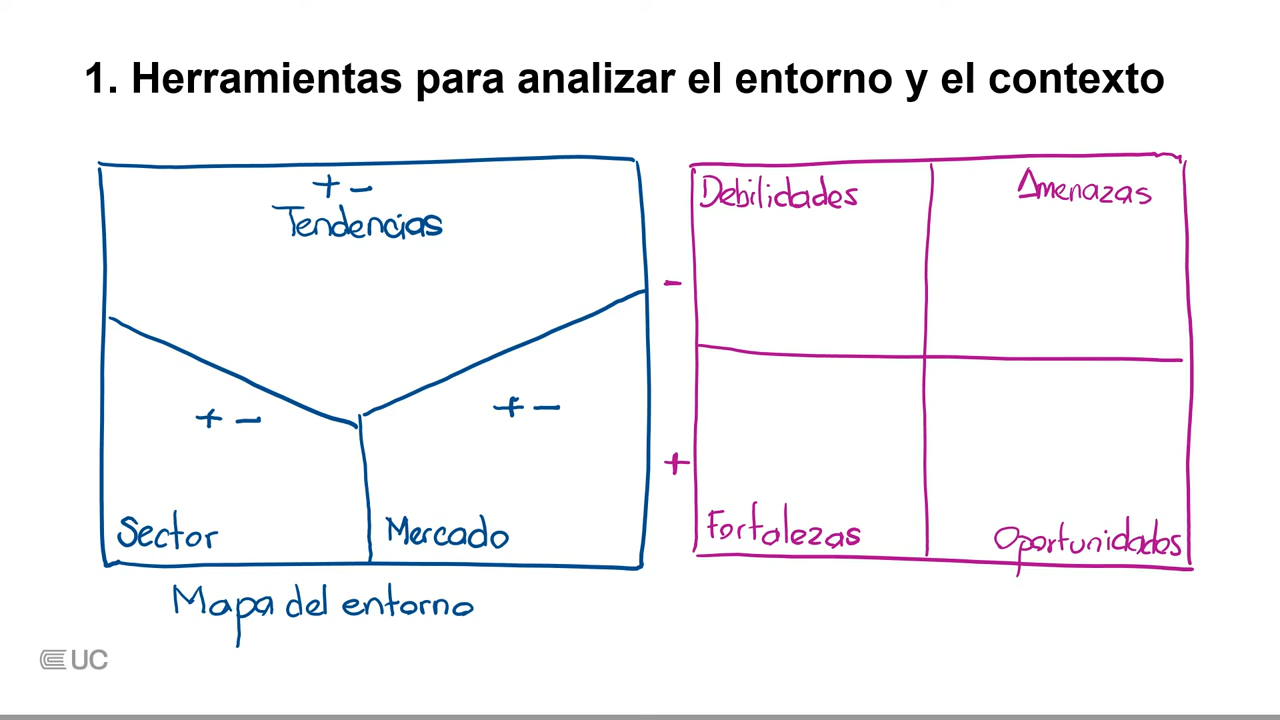 1. Herramientas para analizar el entorno y el contexto
+ -
Tendencias
+ -
+ -
Sector
Mercado
Mapa del entorno
Debilidades
Amenazas
-
+
Fortalezas
Oportunidades
UC